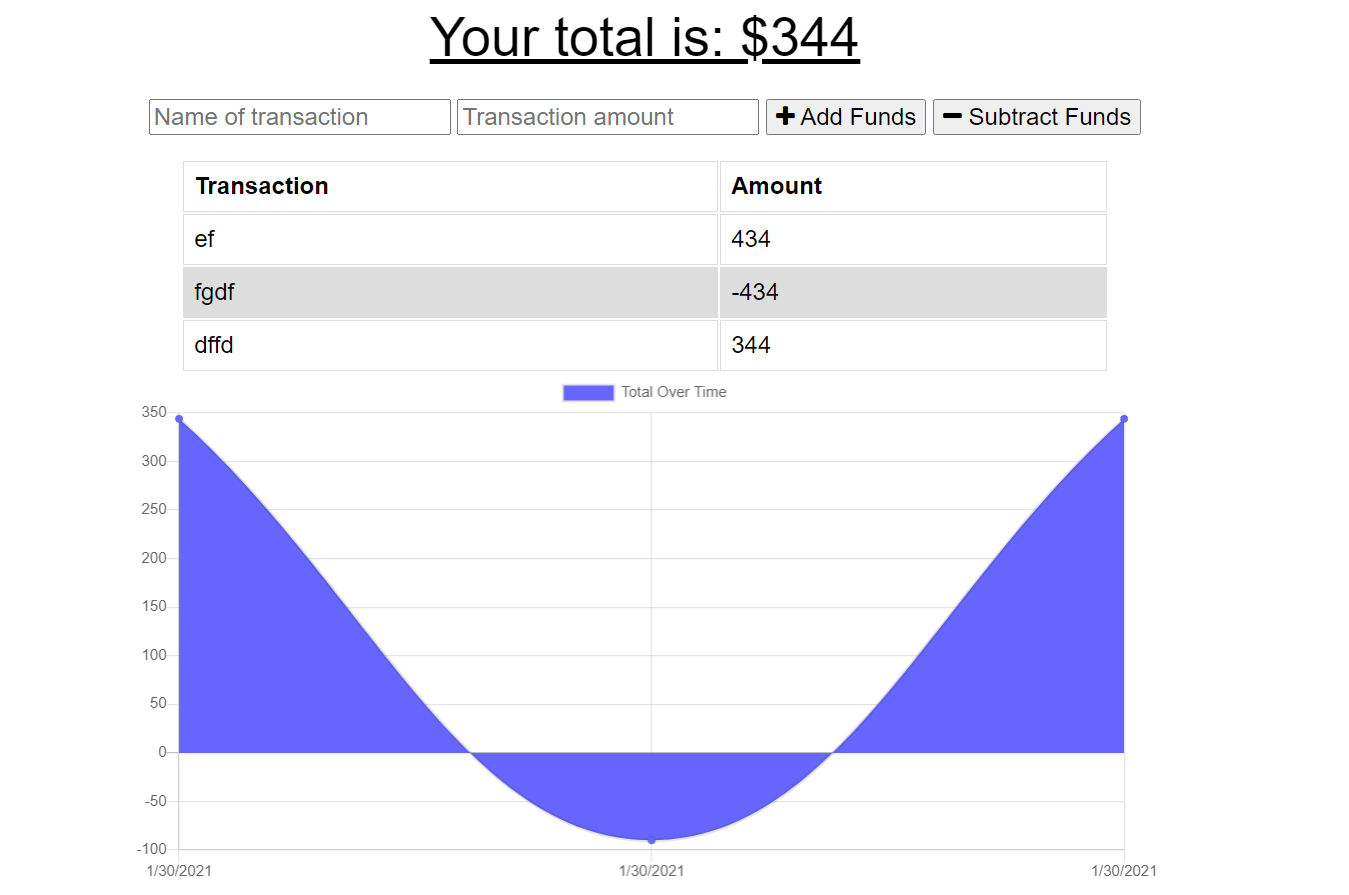 Your total is: $344
Name of transaction Transaction amount Add Funds Subtract Funds
Transaction Amount
ef 434
fgdf -434
dffd 344
Total Over Time
350
300
250
200
150
100
50
0
-50
-100
1/30/2021 1/30/2021 1/30/2021